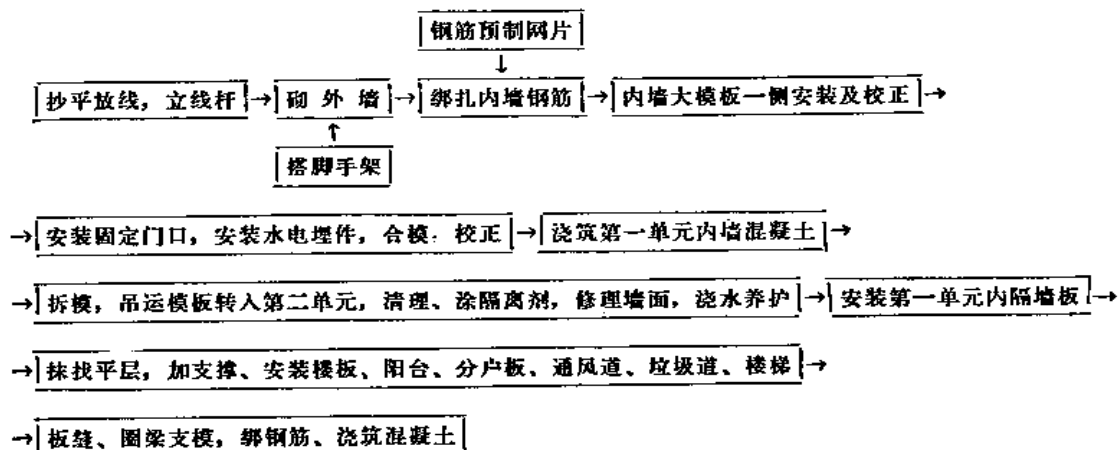 钢筋预制网片
抄平放线，立线杆→砌外墙→绑扎内墙钢筋→内墙大模板一侧安装及校正→
搭脚手架
→安装固定门口，安装水电埋件，合模，校正→浇筑第一单元内墙混凝土→
→拆模，吊运模板转入第二单元，清理、涂隔离剂，修理墙面，浇水养护→安装第一单元内隔墙板→
→抹找平层，加支撑、安装楼板、阳台、分户板、通风道、垃圾道、楼梯→
→板缝、圈梁支模，绑钢筋、浇筑混凝土